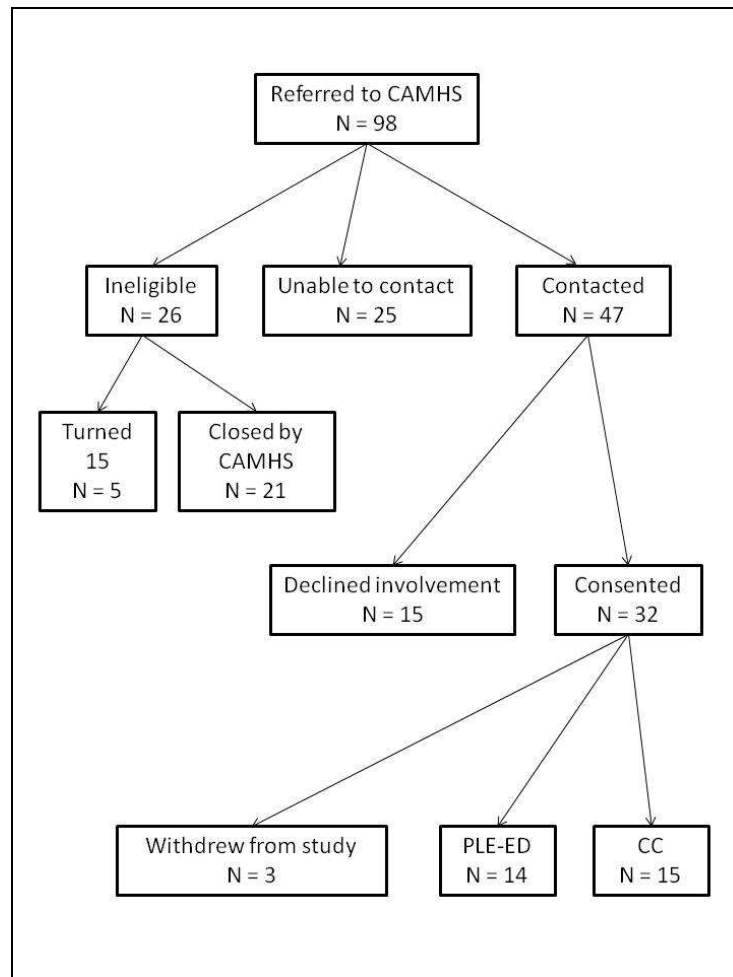 Referred to CAMHS
N = 98
Ineligible
N = 26
Unable to contact
N = 25
Contacted
N = 47
Turned
15
N = 5
Closed by
CAMHS
N = 21
Declined involvement
N = 15
Consented
N = 32
Withdrew from study
N = 3
PLE-ED
N = 14
CC
N = 15